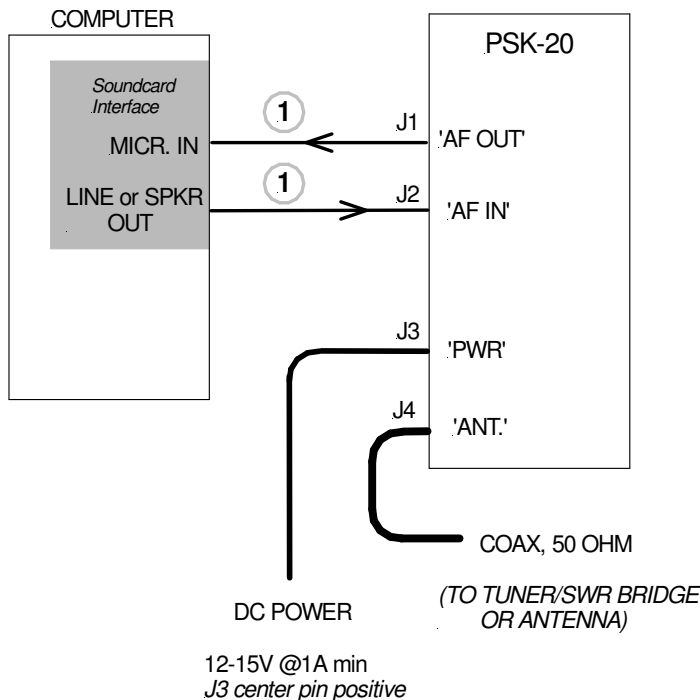 COMPUTER
PSK-20
Soundcard
Interface
1
J1
'AF OUT'
MICR. IN
1
LINE or SPKR
OUT
J2
'AF IN'
J3
'PWR'
J4
'ANT.'
COAX, 50 OHM
(TO TUNER/SWR BRIDGE
OR ANTENNA)
DC POWER
12-15V @1A min
J3 center pin positive